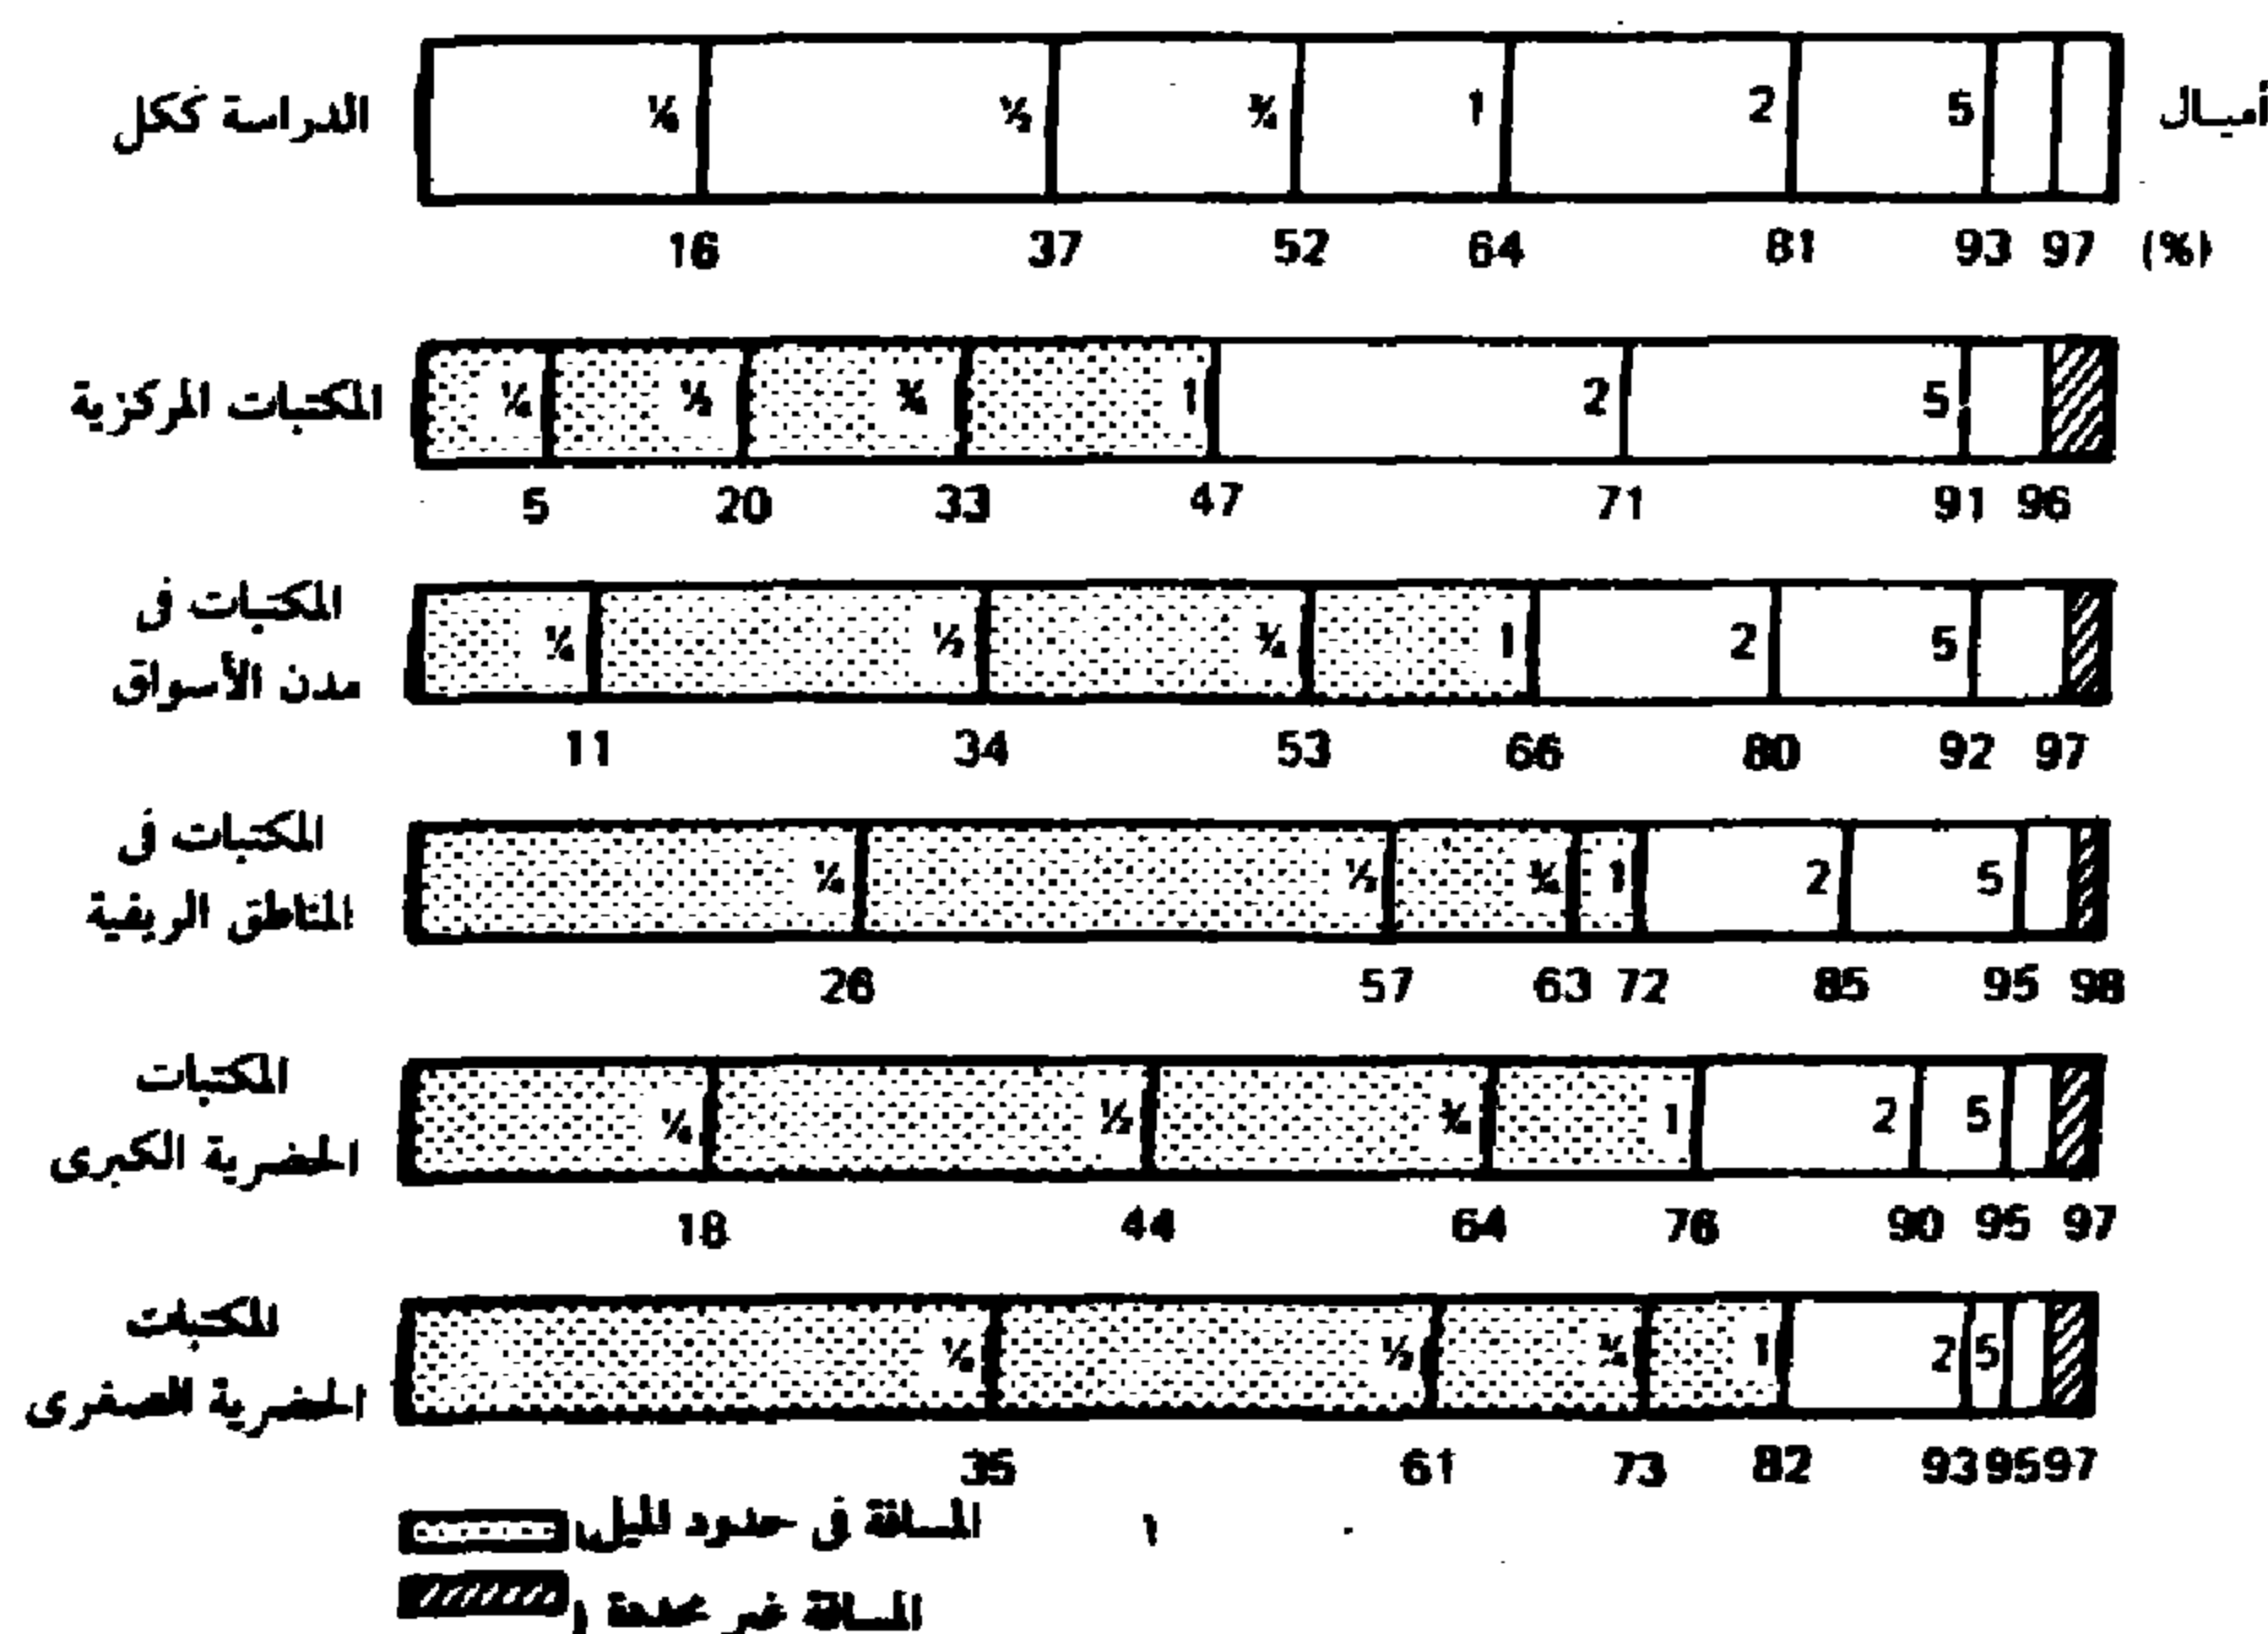 الدراسة ككل ¼ ½ ¾ 1 2 5 أميال
16 37 52 64 81 93 97 (%)
المكتبات المركزية ¼ ½ ¾ 1 2 5
5 20 33 47 71 91 96
المكتبات فى
مدن الأسواق
¼ ½ ¾ 1 2 5
11 34 53 66 80 92 97
المكتبات فى
المناطق الريفية
¼ ½ ¾ 1 2 5
26 57 63 72 85 95 98
المكتبات
الحضرية الكبرى
¼ ½ ¾ 1 2 5
18 44 64 76 90 95 97
المكتبات
الحضرية الصغرى
¼ ½ ¾ 1 2 5
35 61 73 82 93 95 97
المسافة فى حدود الميل ١
المسافة غير محددة